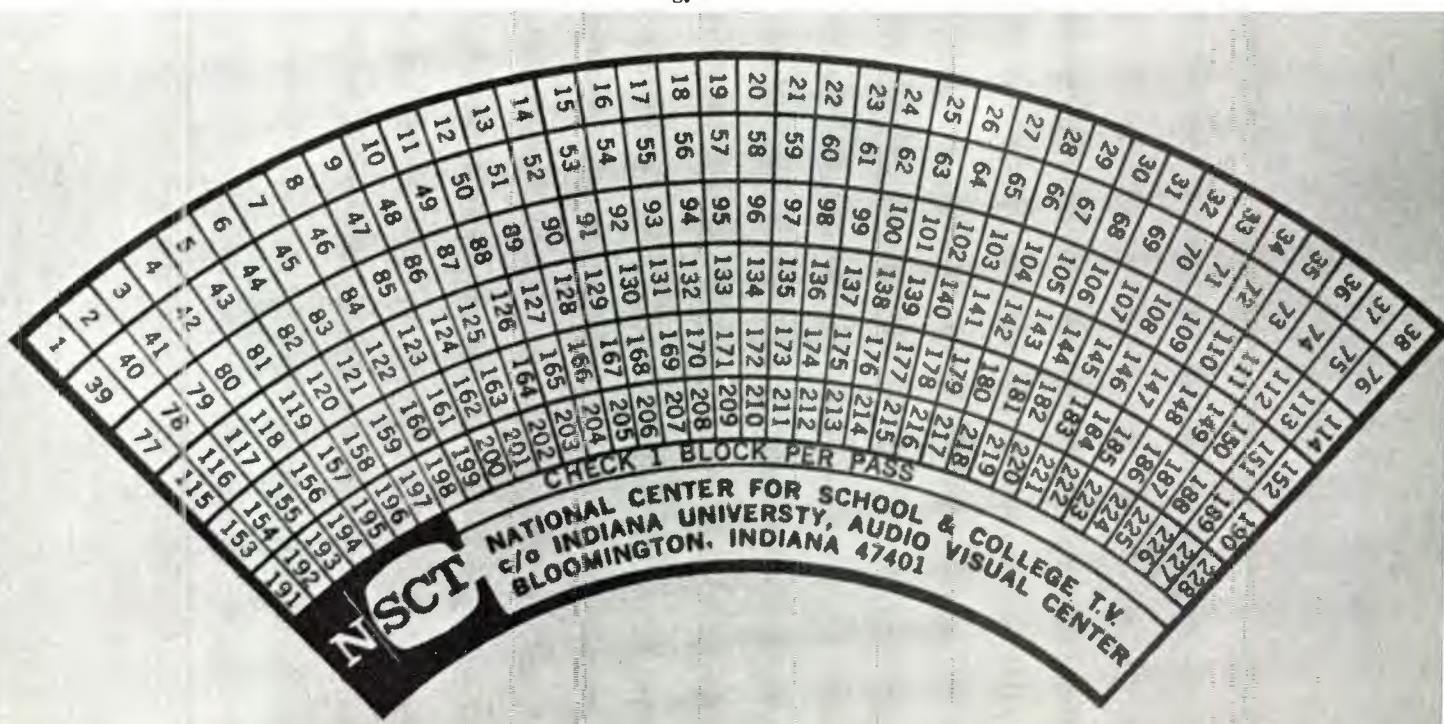 1 2 3 4 5 6 7 8 9 10 11 12 13 14 15 16 17 18 19 20 21 22 23 24 25 26 27 28 29 30 31 32 33 34 35 36 37 38
39 40 41 42 43 44 45 46 47 48 49 50 51 52 53 54 55 56 57 58 59 60 61 62 63 64 65 66 67 68 69 70 71 72 73 74 75 76
77 78 79 80 81 82 83 84 85 86 87 88 89 90 91 92 93 94 95 96 97 98 99 100 101 102 103 104 105 106 107 108 109 110 111 112 113 114
115 116 117 118 119 120 121 122 123 124 125 126 127 128 129 130 131 132 133 134 135 136 137 138 139 140 141 142 143 144 145 146 147 148 149 150 151 152
153 154 155 156 157 158 159 160 161 162 163 164 165 166 167 168 169 170 171 172 173 174 175 176 177 178 179 180 181 182 183 184 185 186 187 188 189 190
191 192 193 194 195 196 197 198 199 200 201 202 203 204 205 206 207 208 209 210 211 212 213 214 215 216 217 218 219 220 221 222 223 224 225 226 227 228
CHECK 1 BLOCK PER PASS
NSCT
NATIONAL CENTER FOR SCHOOL & COLLEGE T.V.
c/o INDIANA UNIVERSTY, AUDIO VISUAL CENTER
BLOOMINGTON, INDIANA 47401